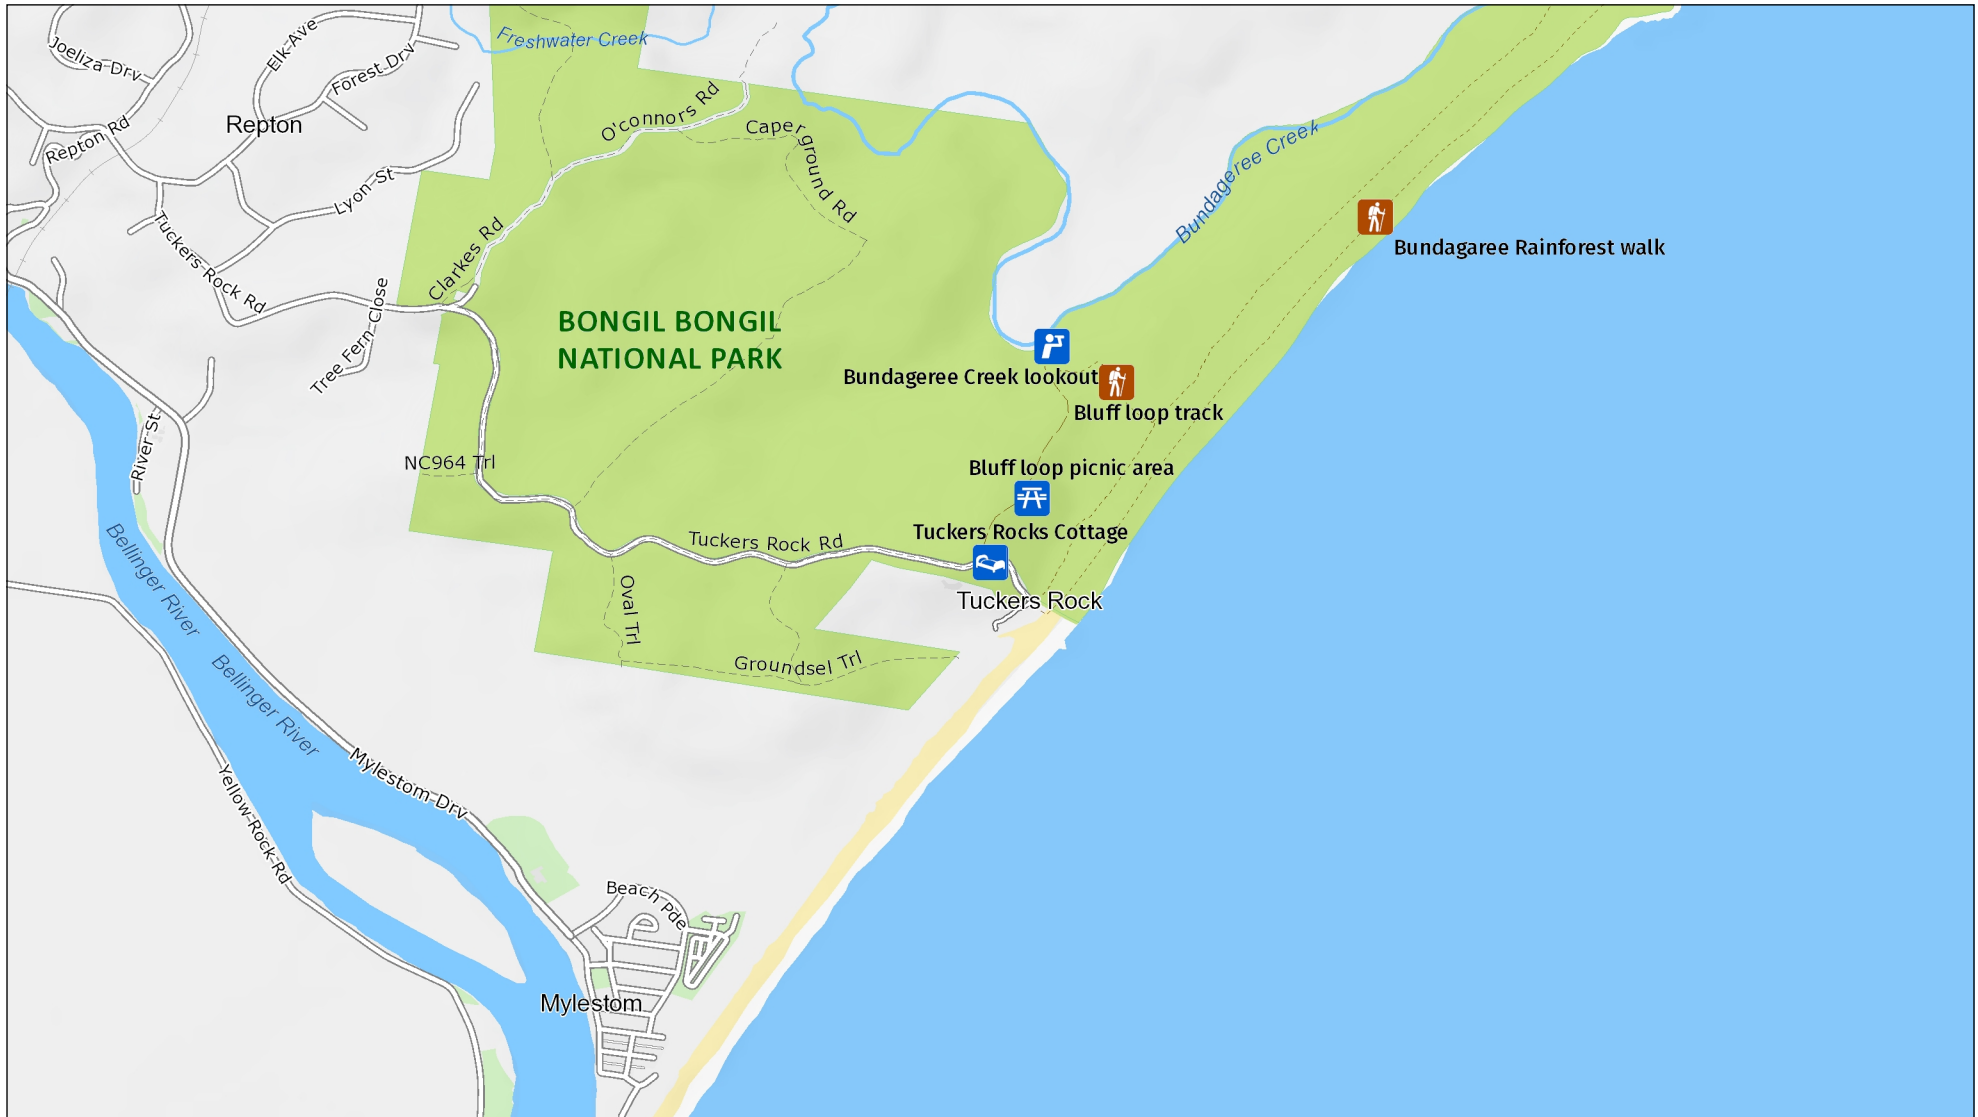 Joeliza Drv
Elk Ave
Forest Drv
Freshwater Creek
Repton
Repton Rd
O'connors Rd
Caperground Rd
Lyon St
Bundageree Creek
Tuckers Rock Rd
Clarkes Rd
Bundagaree Rainforest walk
Tree Fern Close
BONGIL BONGIL
NATIONAL PARK
Bundageree Creek lookout
Bluff loop track
River St
NC964 Trl
Bluff loop picnic area
Tuckers Rocks Cottage
Tuckers Rock Rd
Bellinger River
Oval Trl
Tuckers Rock
Groundsel Trl
Bellinger River
Mylestom Drv
Yellow Rock Rd
Beach Pde
Mylestom